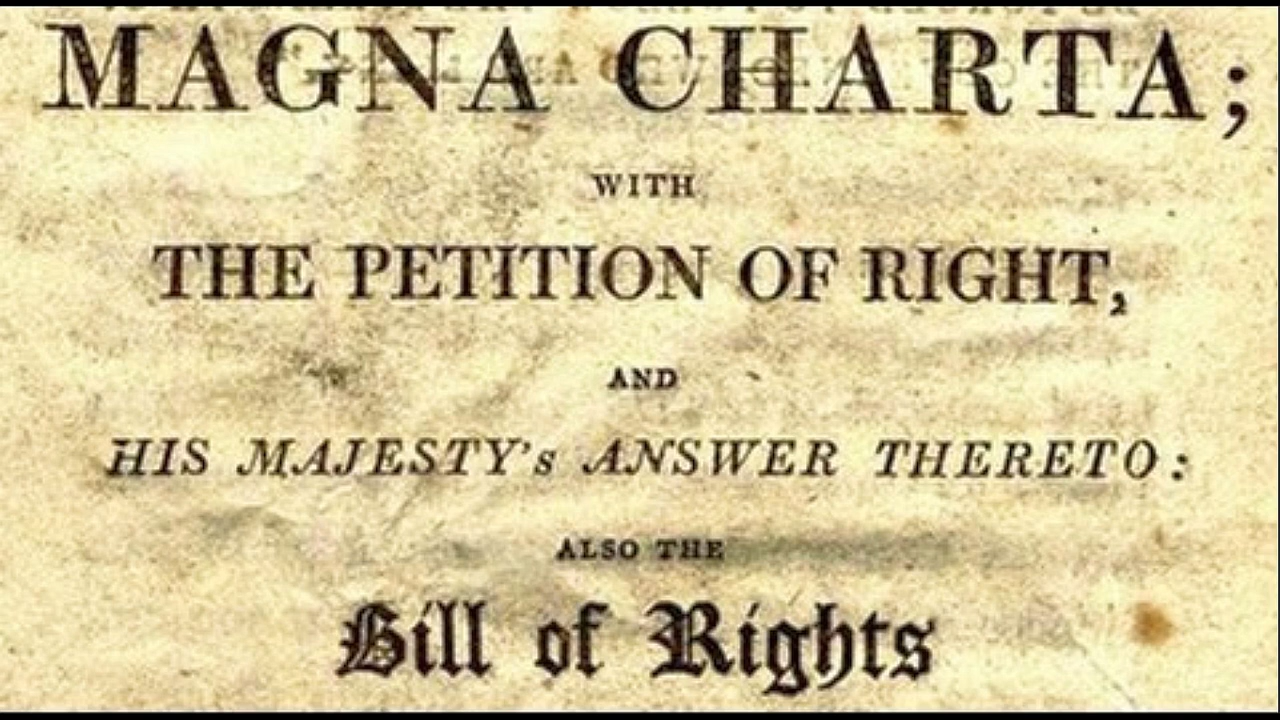 MAGNA CHARTA;
WITH
THE PETITION OF RIGHT,
AND
HIS MAJESTY's ANSWER THERETO:
ALSO THE
Bill of Rights